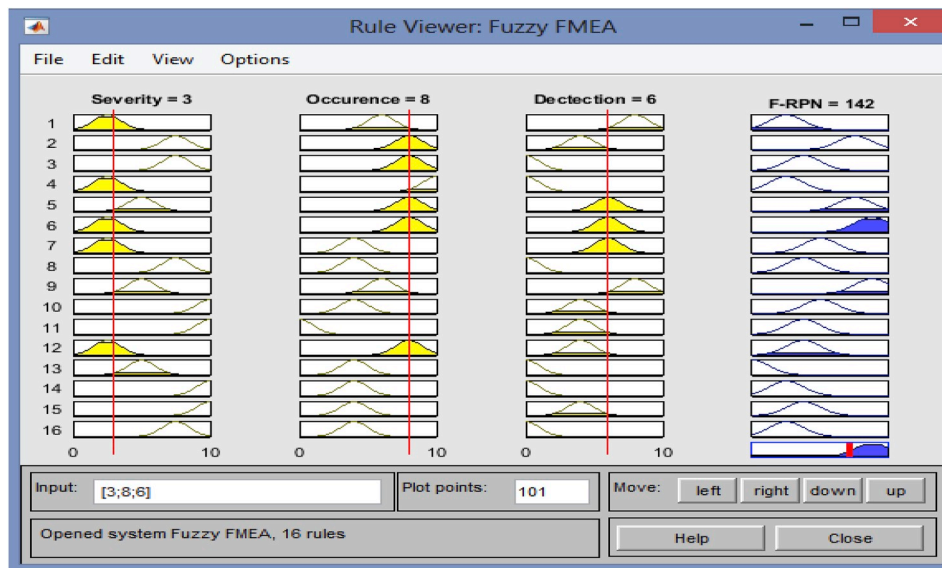 Rule Viewer: Fuzzy FMEA
File Edit View Options
Severity = 3 Occurence = 8 Dectection = 6 F-RPN = 142
1
2
3
4
5
6
7
8
9
10
11
12
13
14
15
16
0 10 0 10 0 10
Input: [3;8;6] Plot points: 101 Move: left right down up
Opened system Fuzzy FMEA, 16 rules Help Close